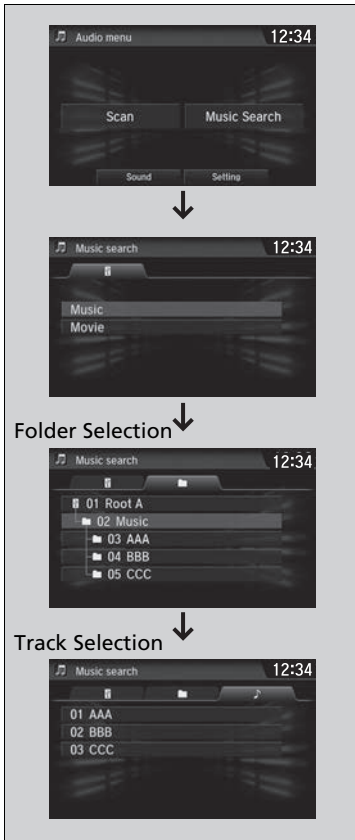 Audio menu 12:34
Scan Music Search
Sound Setting
Music search 12:34
Music
Movie
Folder Selection
Music search 12:34
01 Root A
02 Music
03 AAA
04 BBB
05 CCC
Track Selection
Music search 12:34
01 AAA
02 BBB
03 CCC